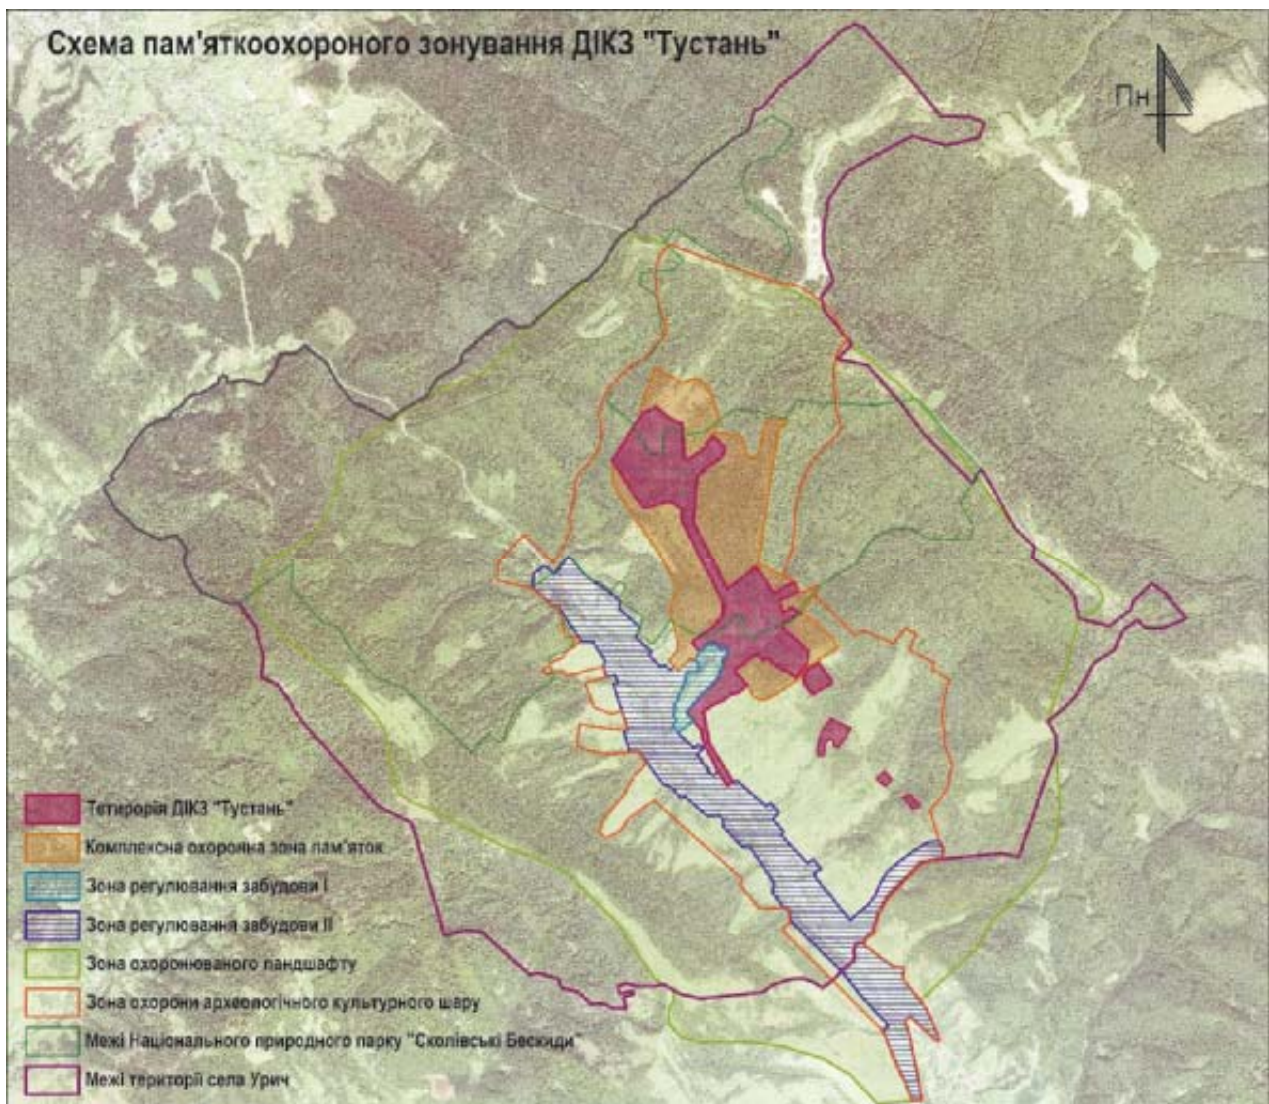 Схема пам'яткоохороного зонування ДІКЗ "Тустань"
Пн
Тетирорія ДІКЗ "Тустань"
Комплексна охоронна зона пам'яток
Зона регулювання забудови I
Зона регулювання забудови II
Зона охоронюваного ландшафту
Зона охорони археологічного культурного шару
Межі Національного природного парку "Сколівські Бескиди"
Межі території села Урич